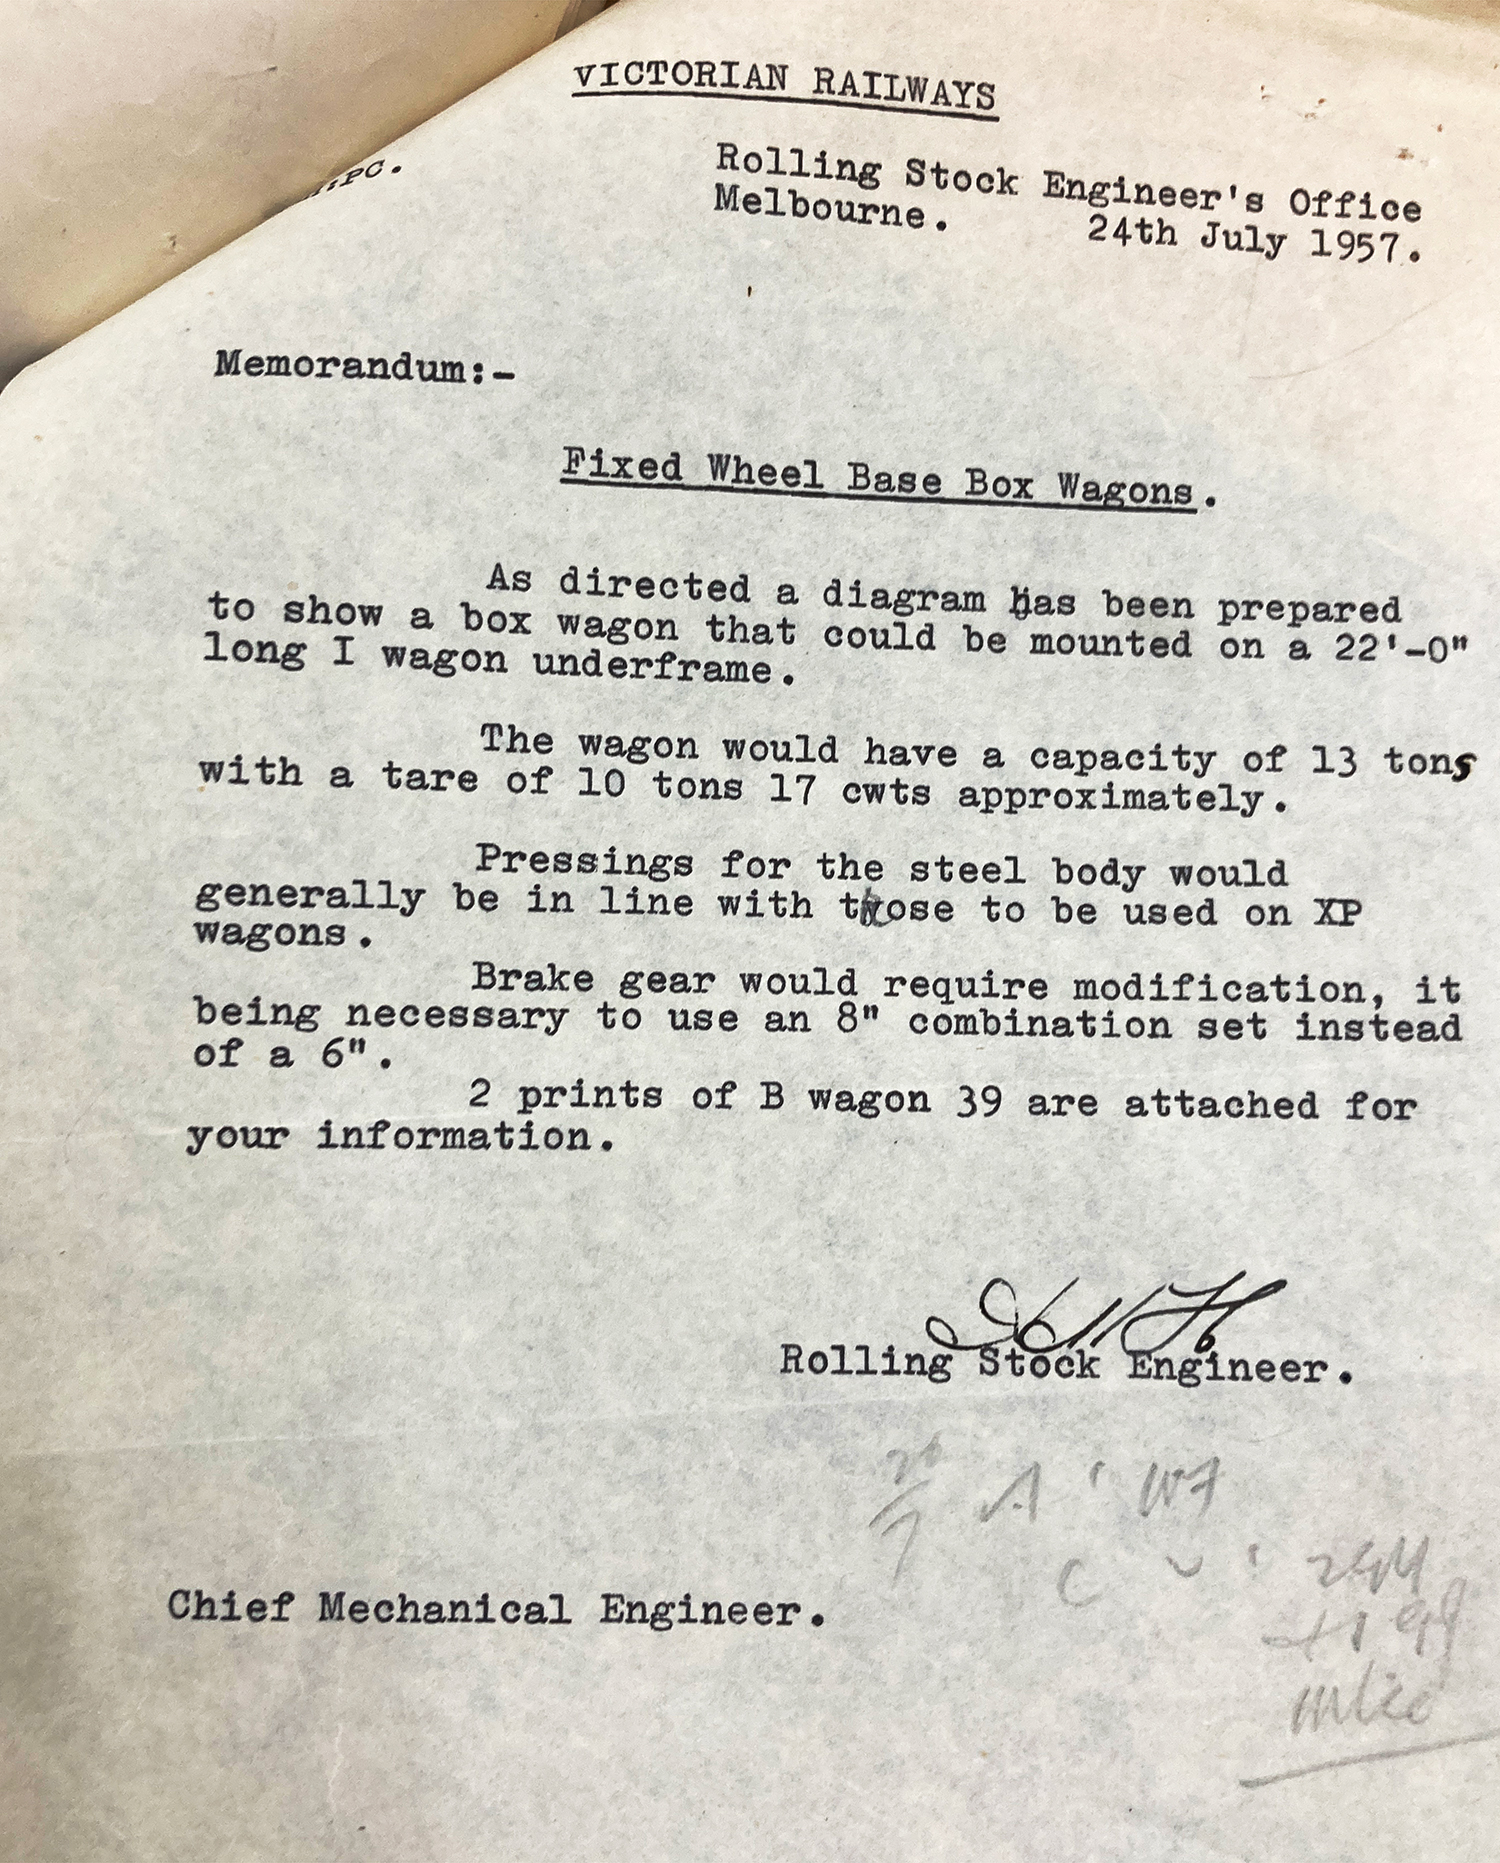 VICTORIAN RAILWAYS
:PC.
Rolling Stock Engineer's Office
Melbourne. 24th July 1957.
Memorandum:-
Fixed Wheel Base Box Wagons.
As directed a diagram has been prepared
to show a box wagon that could be mounted on a 22'-0"
long I wagon underframe.
The wagon would have a capacity of 13 tons
with a tare of 10 tons 17 cwts approximately.
Pressings for the steel body would
generally be in line with those to be used on XP
wagons.
Brake gear would require modification, it
being necessary to use an 8" combination set instead
of a 6".
2 prints of B wagon 39 are attached for
your information.
Rolling Stock Engineer.
Chief Mechanical Engineer.